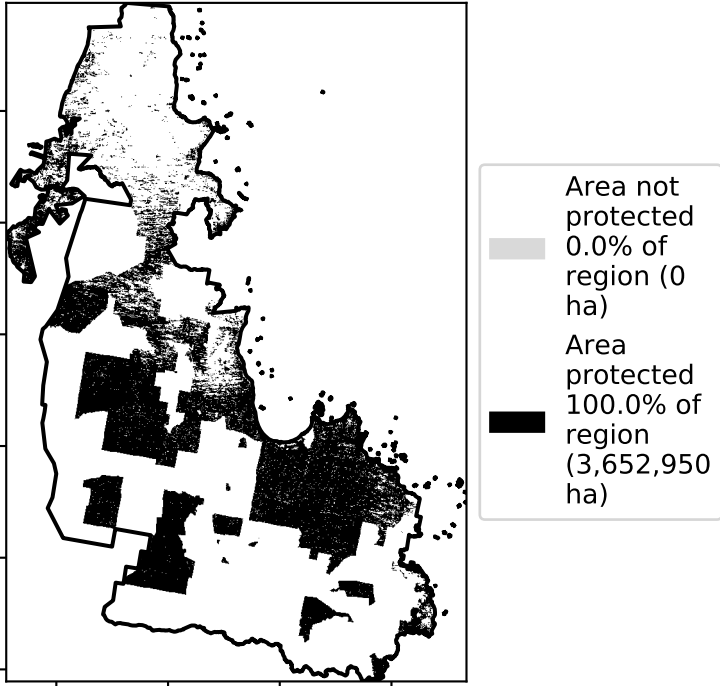 Area not
protected
0.0% of
region (0
ha)
Area
protected
100.0% of
region
(3,652,950
ha)